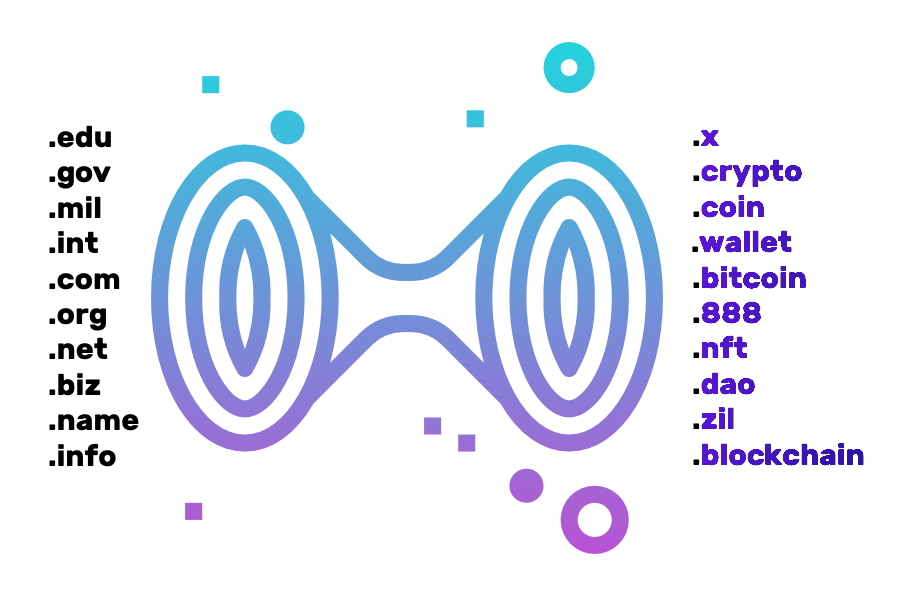 .edu
.gov
.mil
.int
.com
.org
.net
.biz
.name
.info
.x
.crypto
.coin
.wallet
.bitcoin
.888
.nft
.dao
.zil
.blockchain